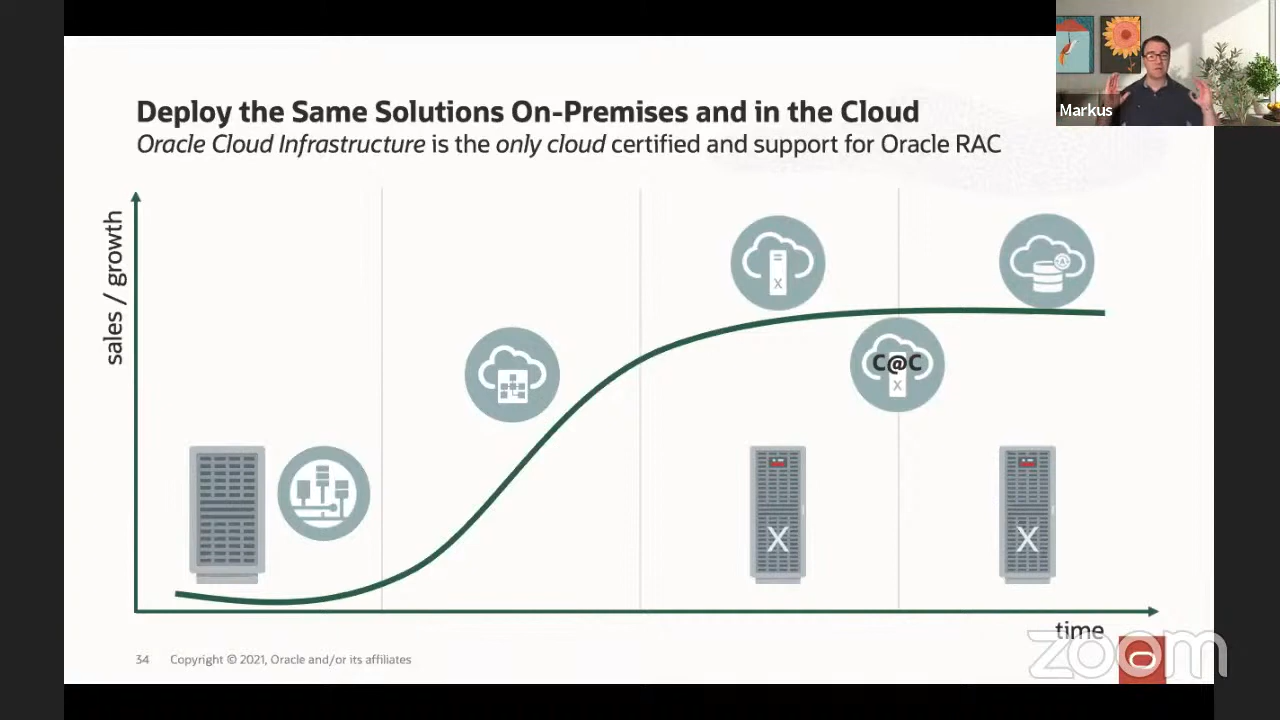 Markus
Deploy the Same Solutions On-Premises and in the Cloud
Oracle Cloud Infrastructure is the only cloud certified and support for Oracle RAC
sales / growth
X
C@C
X
X
X
time
zoom
34 Copyright © 2021, Oracle and/or its affiliates